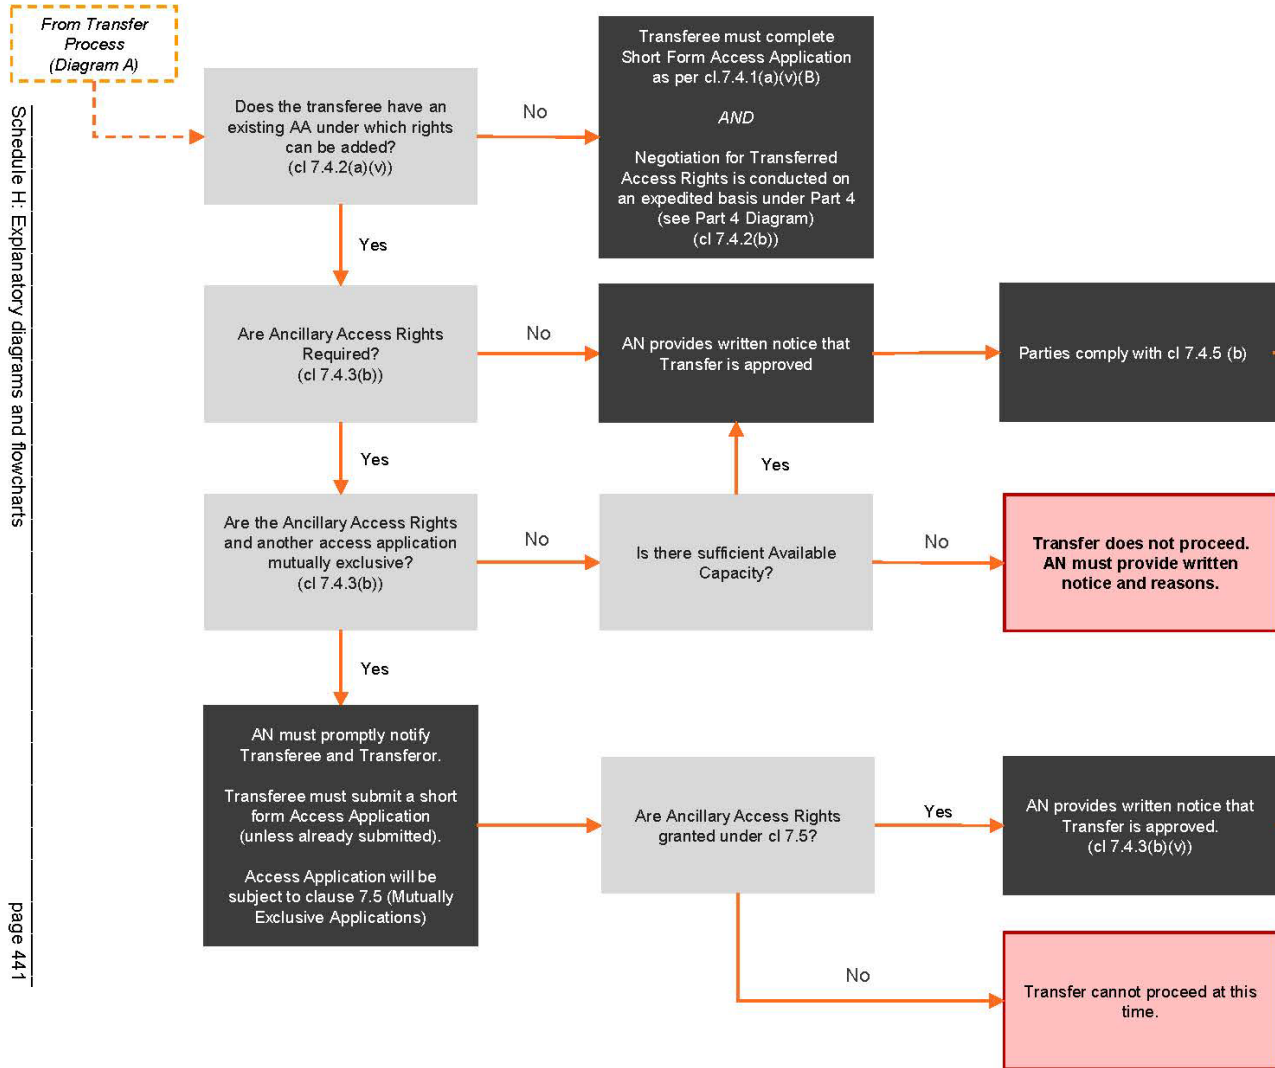 From Transfer
Process
(Diagram A)
Does the transferee have an
existing AA under which rights
can be added?
(cl 7.4.2(a)(v))
No
Transferee must complete
Short Form Access Application
as per cl.7.4.1(a)(v)(B)
AND
Negotiation for Transferred
Access Rights is conducted on
an expedited basis under Part 4
(see Part 4 Diagram)
(cl 7.4.2(b))
Yes
Are Ancillary Access Rights
Required?
(cl 7.4.3(b))
No
AN provides written notice that
Transfer is approved
Parties comply with cl 7.4.5 (b)
Yes
Yes
Are the Ancillary Access Rights
and another access application
mutually exclusive?
(cl 7.4.3(b))
No
Is there sufficient Available
Capacity?
No
Transfer does not proceed.
AN must provide written
notice and reasons.
Yes
AN must promptly notify
Transferee and Transferor.
Transferee must submit a short
form Access Application
(unless already submitted).
Access Application will be
subject to clause 7.5 (Mutually
Exclusive Applications)
Are Ancillary Access Rights
granted under cl 7.5?
Yes
AN provides written notice that
Transfer is approved.
(cl 7.4.3(b)(v))
No
Transfer cannot proceed at this
time.
Schedule H: Explanatory diagrams and flowcharts
page 441